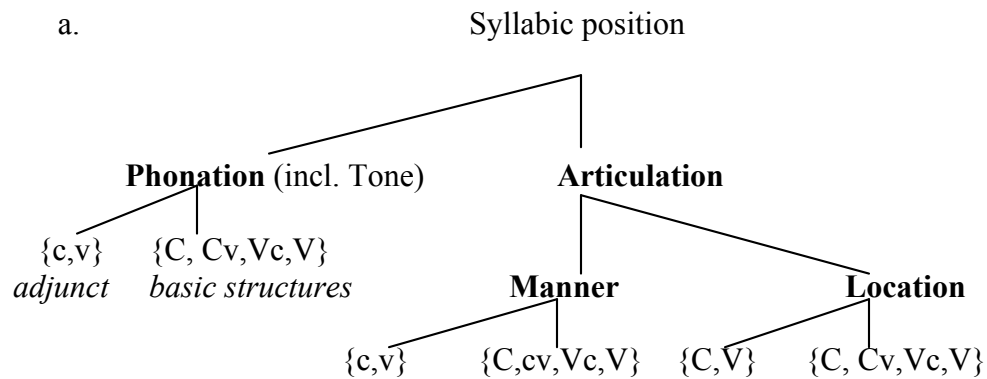 a. Syllabic position
Phonation (incl. Tone) Articulation
{c,v} {C, Cv,Vc,V}
adjunct basic structures
Manner Location
{c,v} {C,cv,Vc,V} {C,V} {C, Cv,Vc,V}